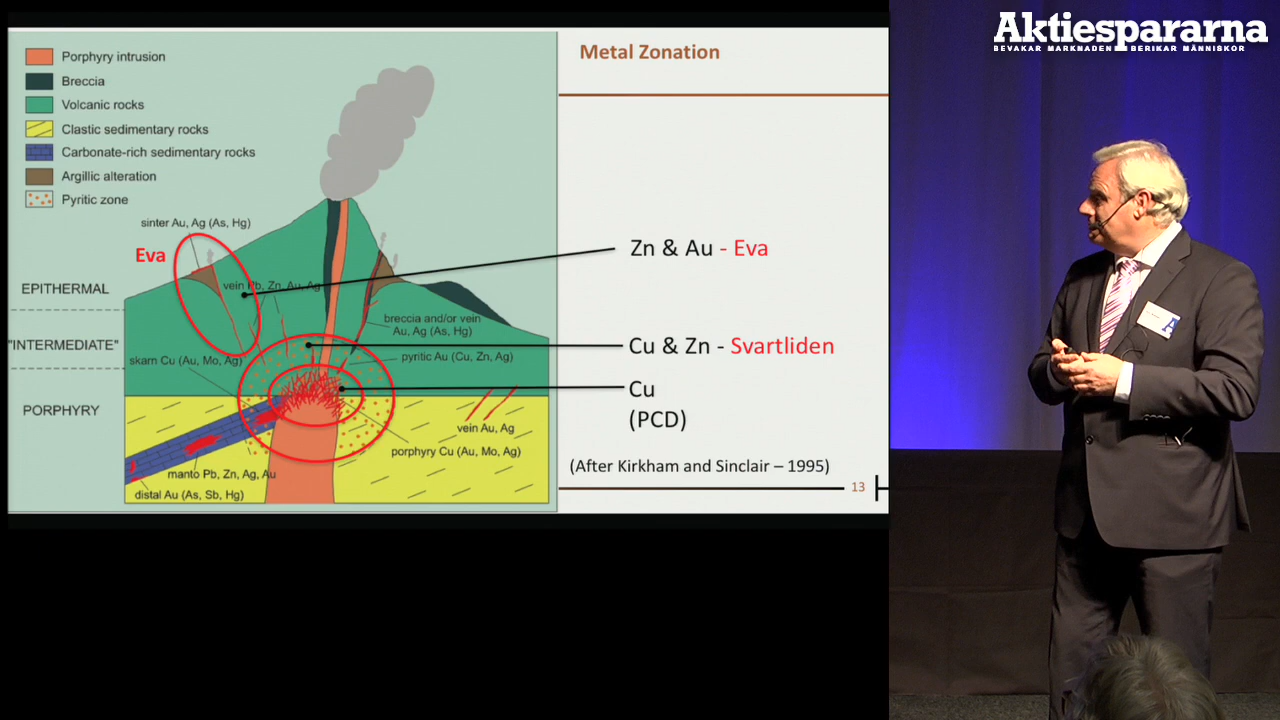 Aktiespararna
BEVAKAR MARKNADEN BERIKAR MÄNNISKOR
Metal Zonation
Porphyry intrusion
Breccia
Volcanic rocks
Clastic sedimentary rocks
Carbonate-rich sedimentary rocks
Argillic alteration
Pyritic zone
sinter Au, Ag (As, Hg)
Eva
EPITHERMAL
"INTERMEDIATE"
PORPHYRY
vein Pb, Zn, Au, Ag
breccia and/or vein
Au, Ag (As, Hg)
skarn Cu (Au, Mo, Ag)
pyritic Au (Cu, Zn, Ag)
vein Au, Ag
porphyry Cu (Au, Mo, Ag)
manto Pb, Zn, Ag, Au
distal Au (As, Sb, Hg)
Zn & Au - Eva
Cu & Zn - Svartliden
Cu
(PCD)
(After Kirkham and Sinclair – 1995)
13